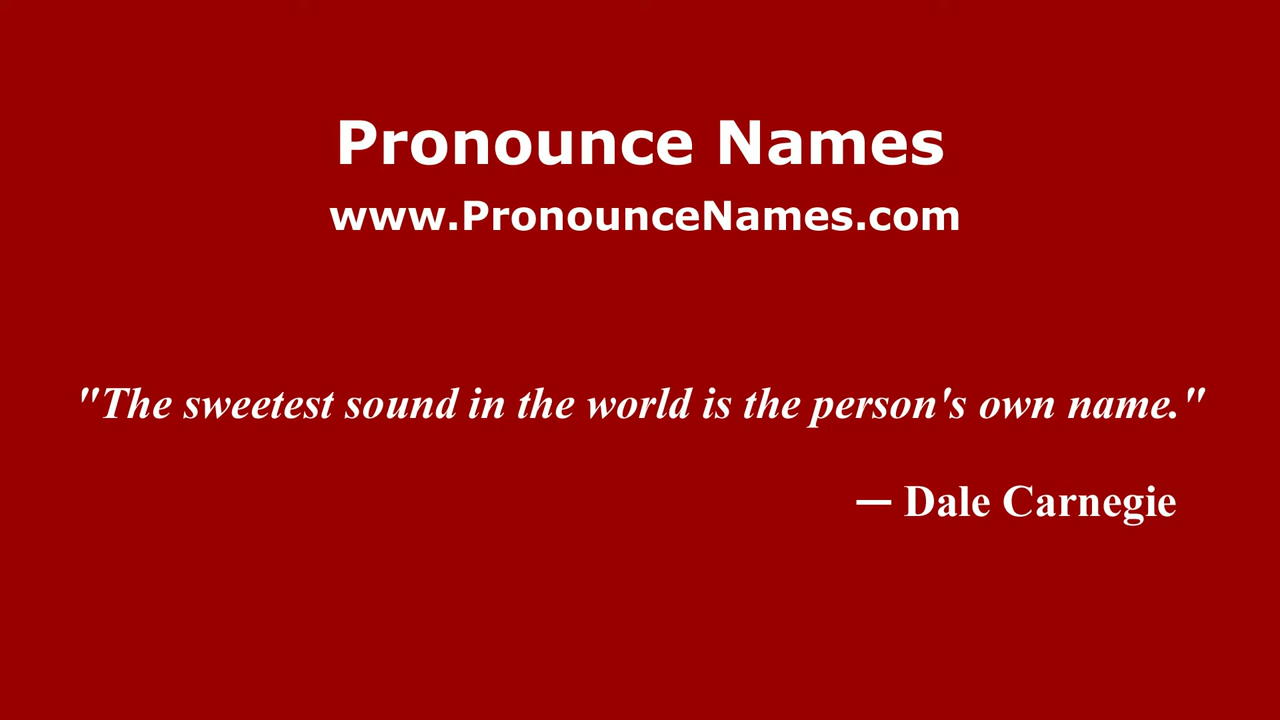 Pronounce Names
www.PronounceNames.com
"The sweetest sound in the world is the person's own name."
— Dale Carnegie